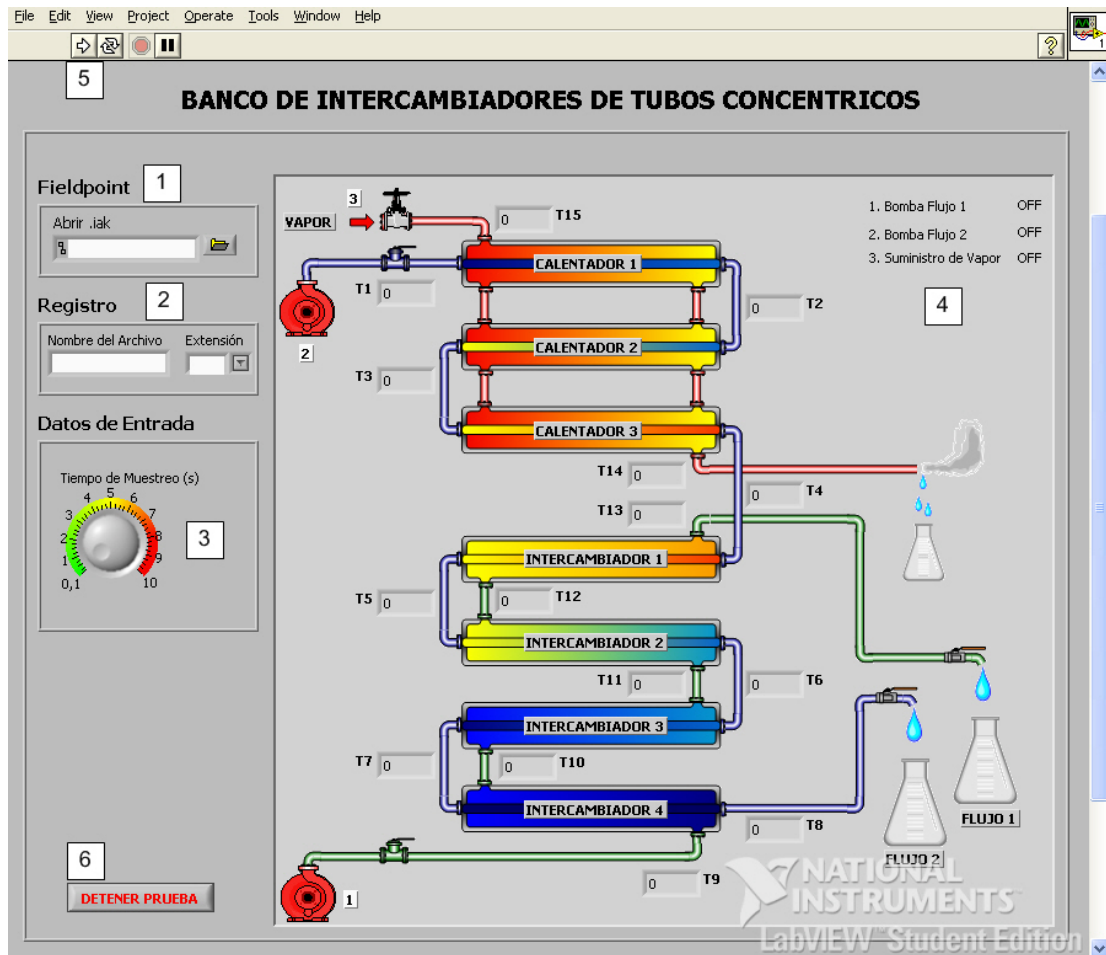 File Edit View Project Operate Tools Window Help
1
5
BANCO DE INTERCAMBIADORES DE TUBOS CONCENTRICOS
Fieldpoint
1
Abrir .iak
Registro
2
Nombre del Archivo
Extensión
Datos de Entrada
Tiempo de Muestreo (s)
0,1
1
2
3
4
5
6
7
8
9
10
3
6
DETENER PRUEBA
VAPOR
3
0
T15
1. Bomba Flujo 1 OFF
2. Bomba Flujo 2 OFF
3. Suministro de Vapor OFF
4
CALENTADOR 1
T1
0
0
T2
2
CALENTADOR 2
T3
0
CALENTADOR 3
T14
0
0
T4
T13
0
INTERCAMBIADOR 1
T5
0
0
T12
INTERCAMBIADOR 2
T11
0
0
T6
INTERCAMBIADOR 3
T7
0
0
T10
INTERCAMBIADOR 4
0
T8
FLUJO 1
FLUJO 2
1
0
T9
NATIONAL
INSTRUMENTS™
LabVIEW™ Student Edition